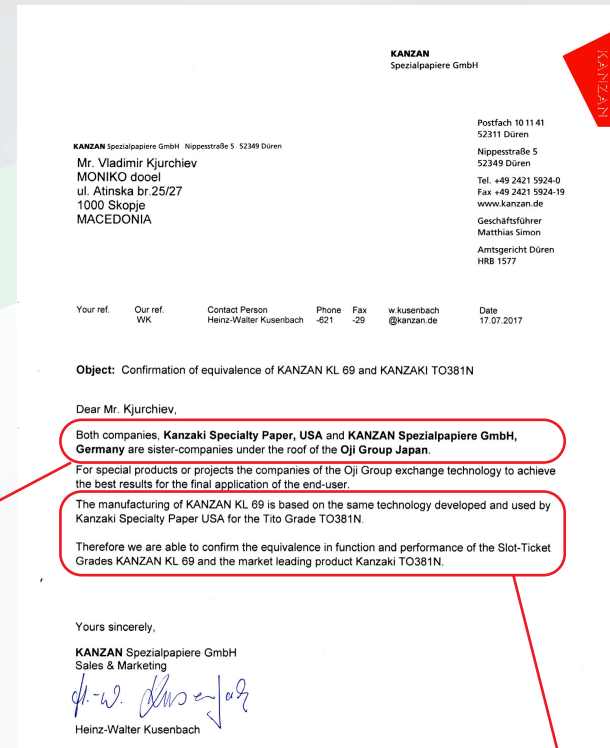 KANZAN
Spezialpapiere GmbH
KANZAN
Postfach 10 11 41
52311 Düren
Nippesstraße 5
52349 Düren
Tel. +49 2421 5924-0
Fax +49 2421 5924-19
www.kanzan.de
Geschäftsführer
Matthias Simon
Amtsgericht Düren
HRB 1577
KANZAN Spezialpapiere GmbH Nippesstraße 5 52349 Düren
Mr. Vladimir Kjurchiev
MONIKO dooel
ul. Atinska br.25/27
1000 Skopje
MACEDONIA
Your ref. Our ref. Contact Person Phone Fax w.kusenbach Date
WK Heinz-Walter Kusenbach -621 -29 @kanzan.de 17.07.2017
Object: Confirmation of equivalence of KANZAN KL 69 and KANZAKI TO381N
Dear Mr. Kjurchiev,
Both companies, Kanzaki Specialty Paper, USA and KANZAN Spezialpapiere GmbH,
Germany are sister-companies under the roof of the Oji Group Japan.
For special products or projects the companies of the Oji Group exchange technology to achieve
the best results for the final application of the end-user.
The manufacturing of KANZAN KL 69 is based on the same technology developed and used by
Kanzaki Specialty Paper USA for the Tito Grade TO381N.
Therefore we are able to confirm the equivalence in function and performance of the Slot-Ticket
Grades KANZAN KL 69 and the market leading product Kanzaki TO381N.
Yours sincerely,
KANZAN Spezialpapiere GmbH
Sales & Marketing
H.-W. Kusenbach
Heinz-Walter Kusenbach